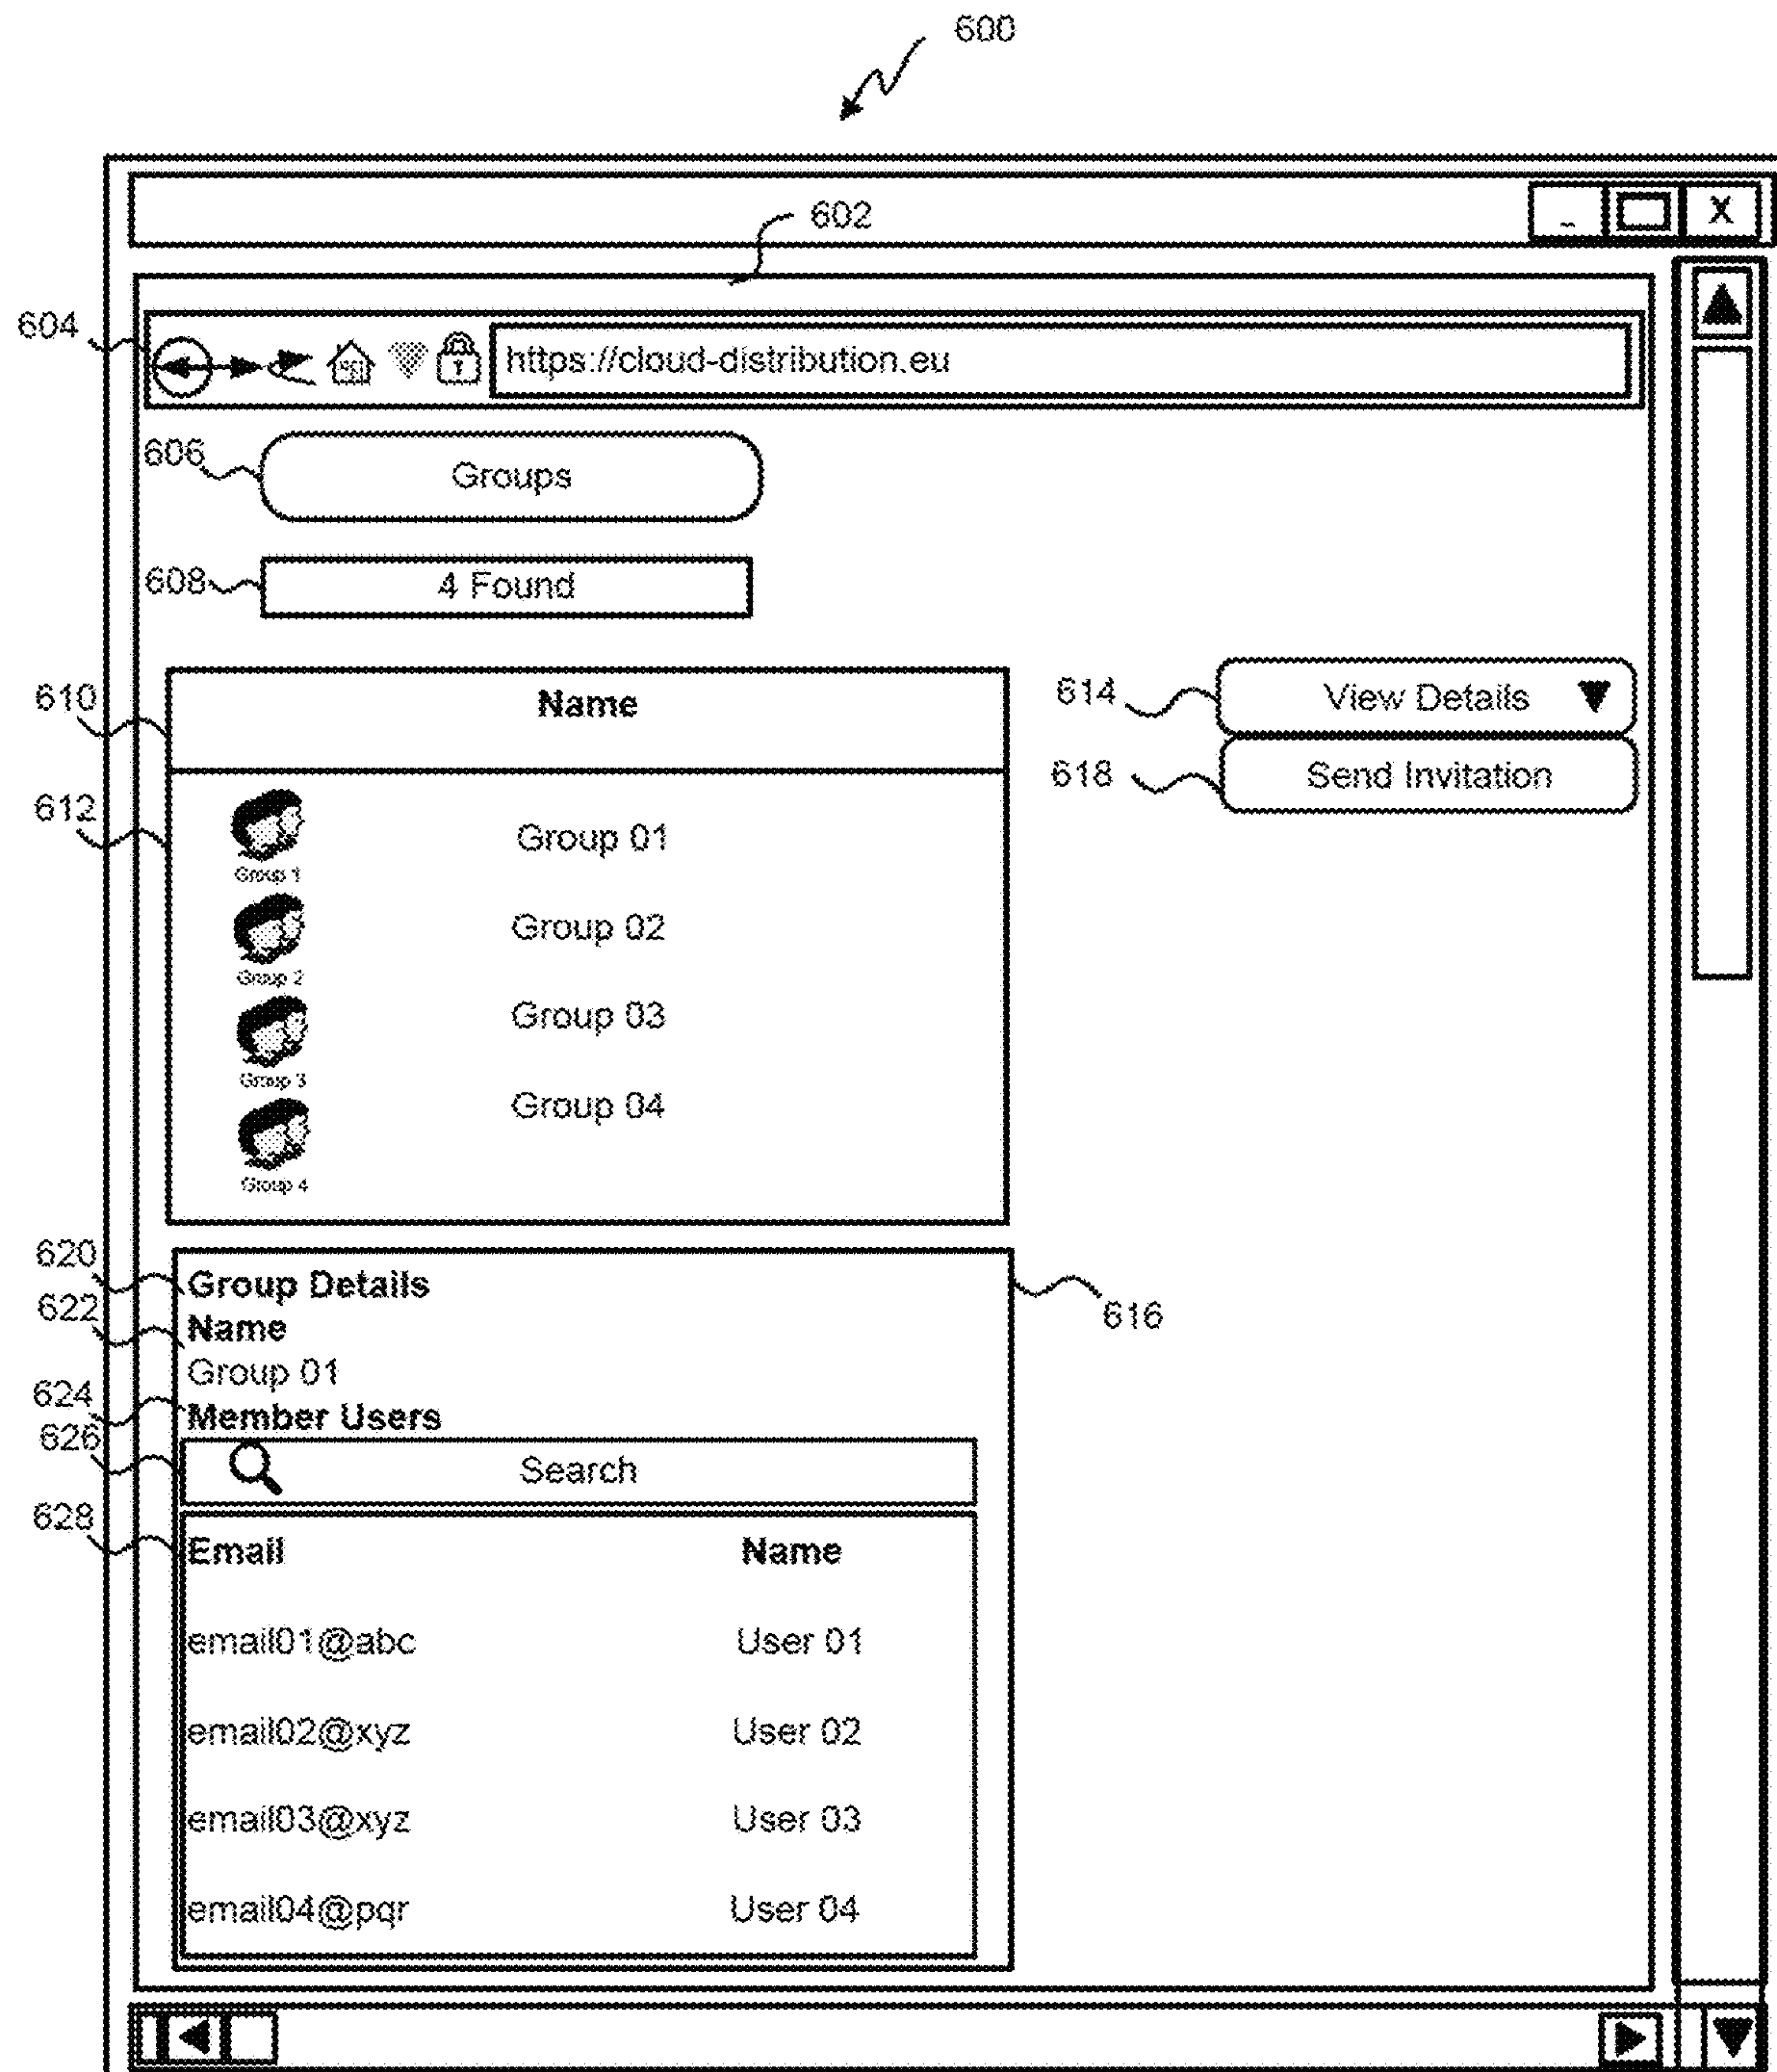 600
602
_ X
604
https://cloud-distribution.eu
606
Groups
608
4 Found
610
Name
614
View Details
618
Send Invitation
612
Group 1
Group 01
Group 2
Group 02
Group 3
Group 03
Group 4
Group 04
620
Group Details
616
622
Name
Group 01
624
Member Users
626
Search
628
Email Name
email01@abc User 01
email02@xyz User 02
email03@xyz User 03
email04@pqr User 04